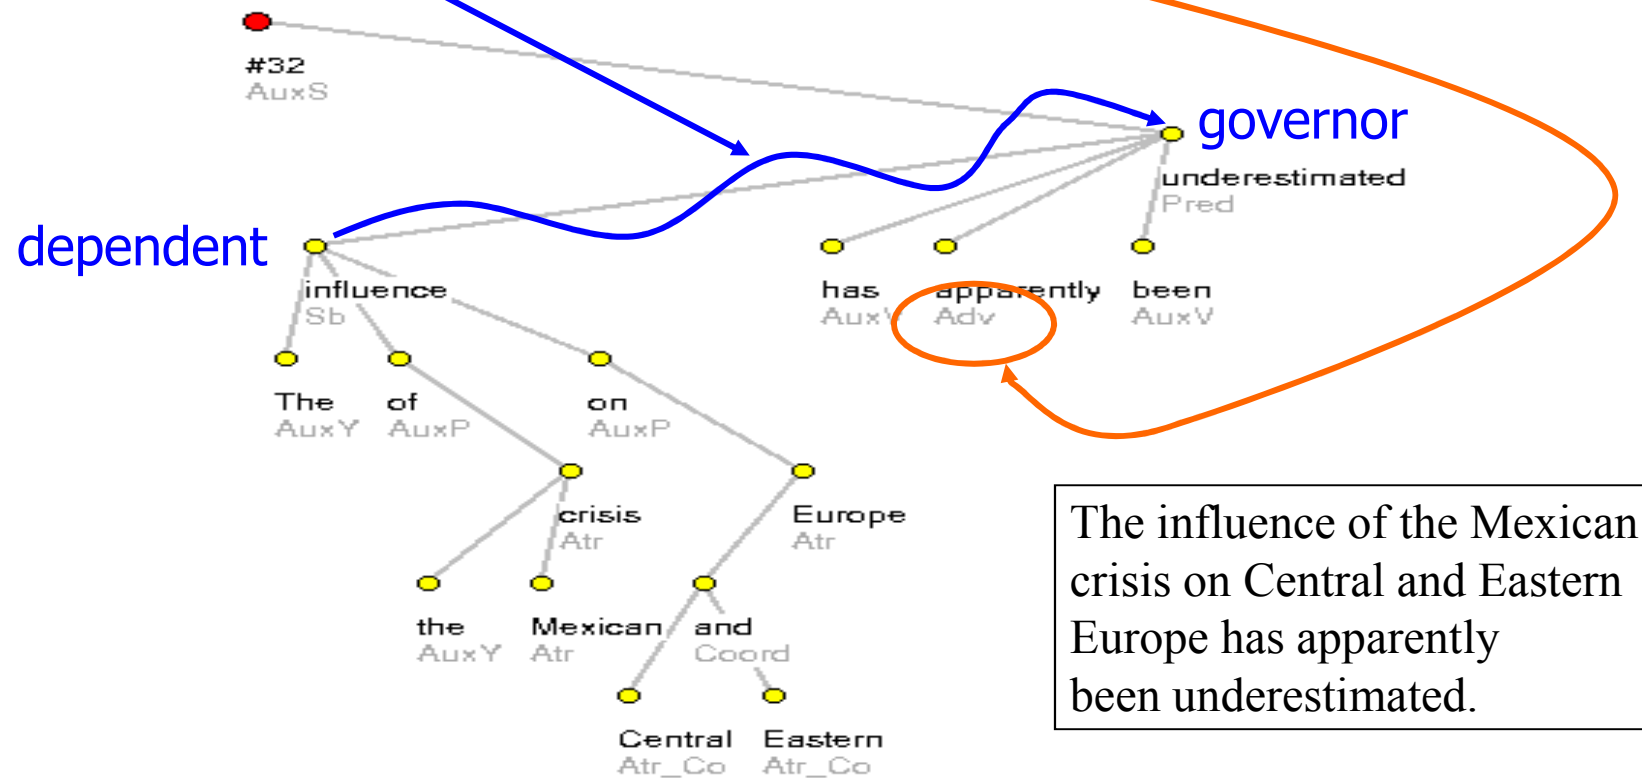 #32
AuxS
governor
underestimated
Pred
dependent
influence
Sb
has apparently been
AuxV Adv AuxV
The of on
AuxY AuxP AuxP
crisis Europe
Atr Atr
The influence of the Mexican
crisis on Central and Eastern
Europe has apparently
been underestimated.
the Mexican and
AuxY Atr Coord
Central Eastern
Atr_Co Atr_Co